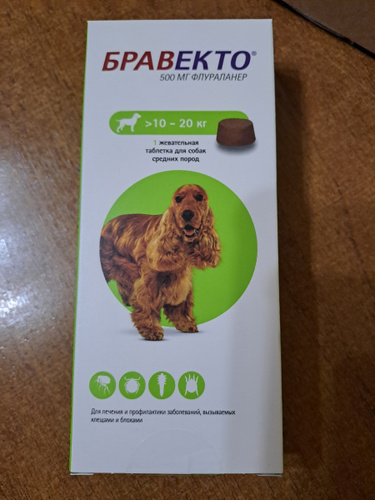 БРАВЕКТО®
500 МГ ФЛУРАЛАНЕР
>10 – 20 кг
1 жевательная
таблетка для собак
средних пород
Для лечения и профилактики заболеваний, вызываемых
клещами и блохами